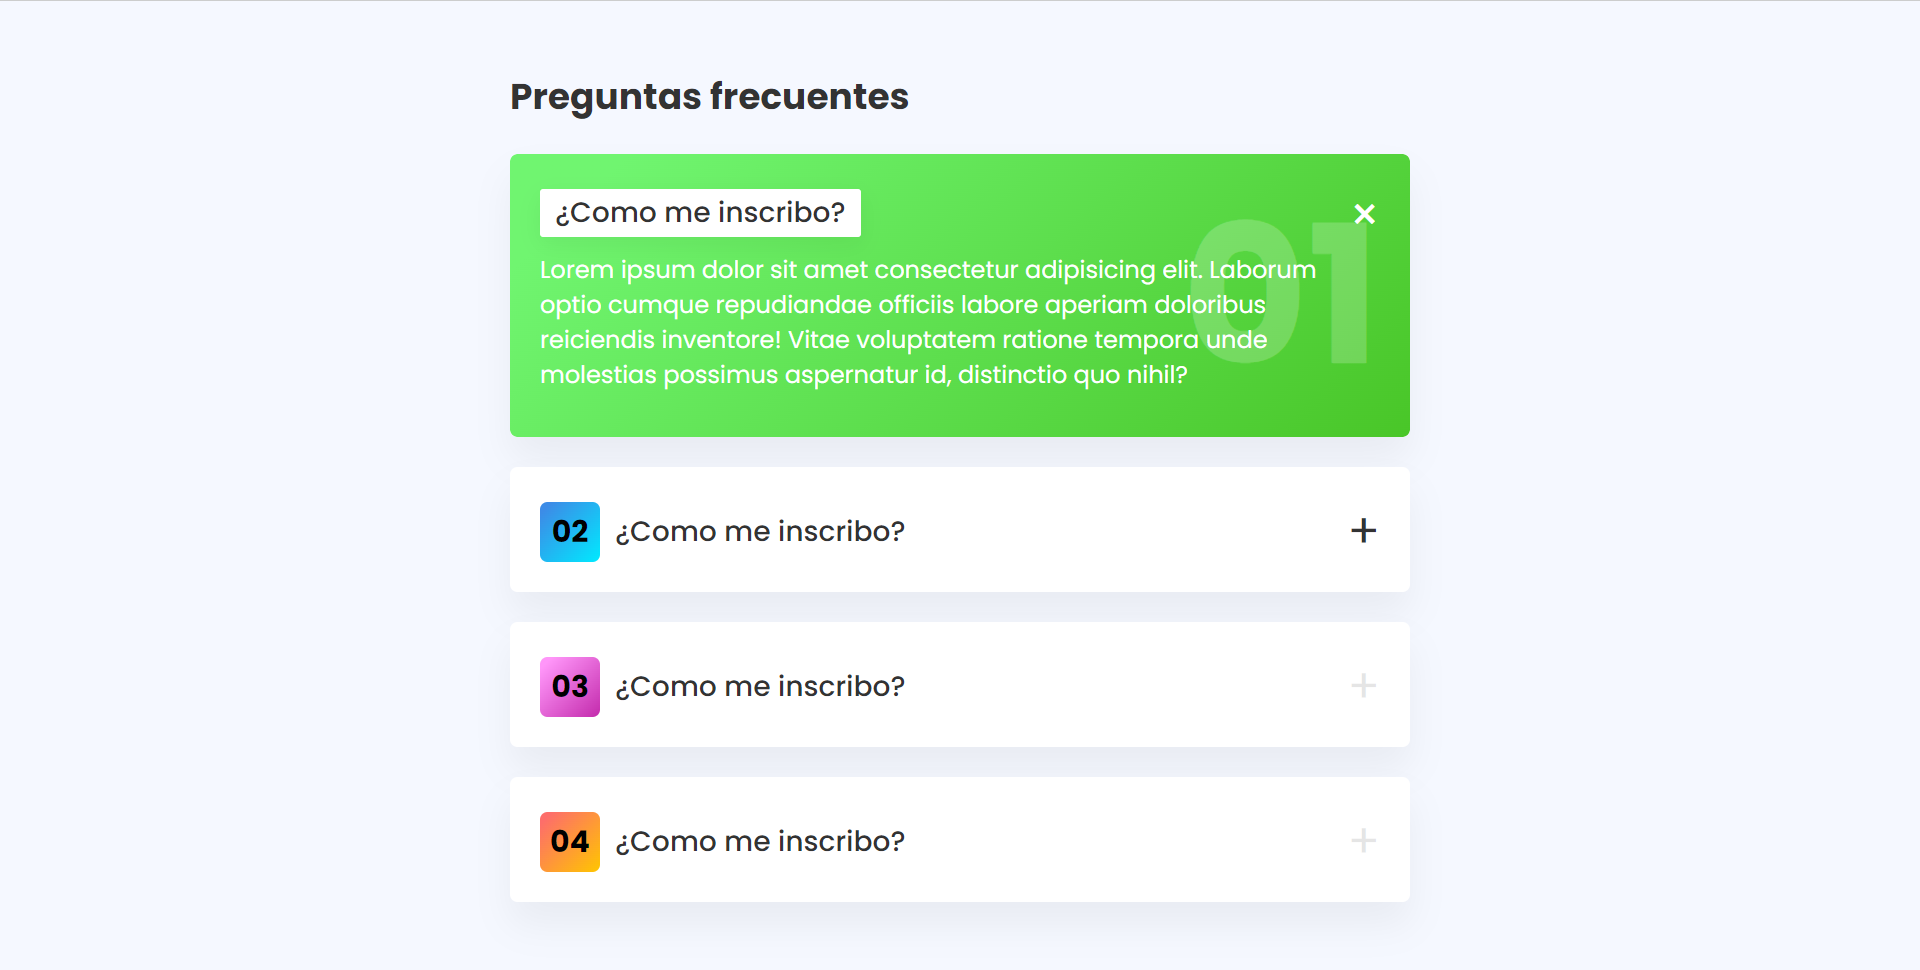 Preguntas frecuentes
¿Como me inscribo?
01
Lorem ipsum dolor sit amet consectetur adipisicing elit. Laborum
optio cumque repudiandae officiis labore aperiam doloribus
reiciendis inventore! Vitae voluptatem ratione tempora unde
molestias possimus aspernatur id, distinctio quo nihil?
02 ¿Como me inscribo?
03 ¿Como me inscribo?
04 ¿Como me inscribo?